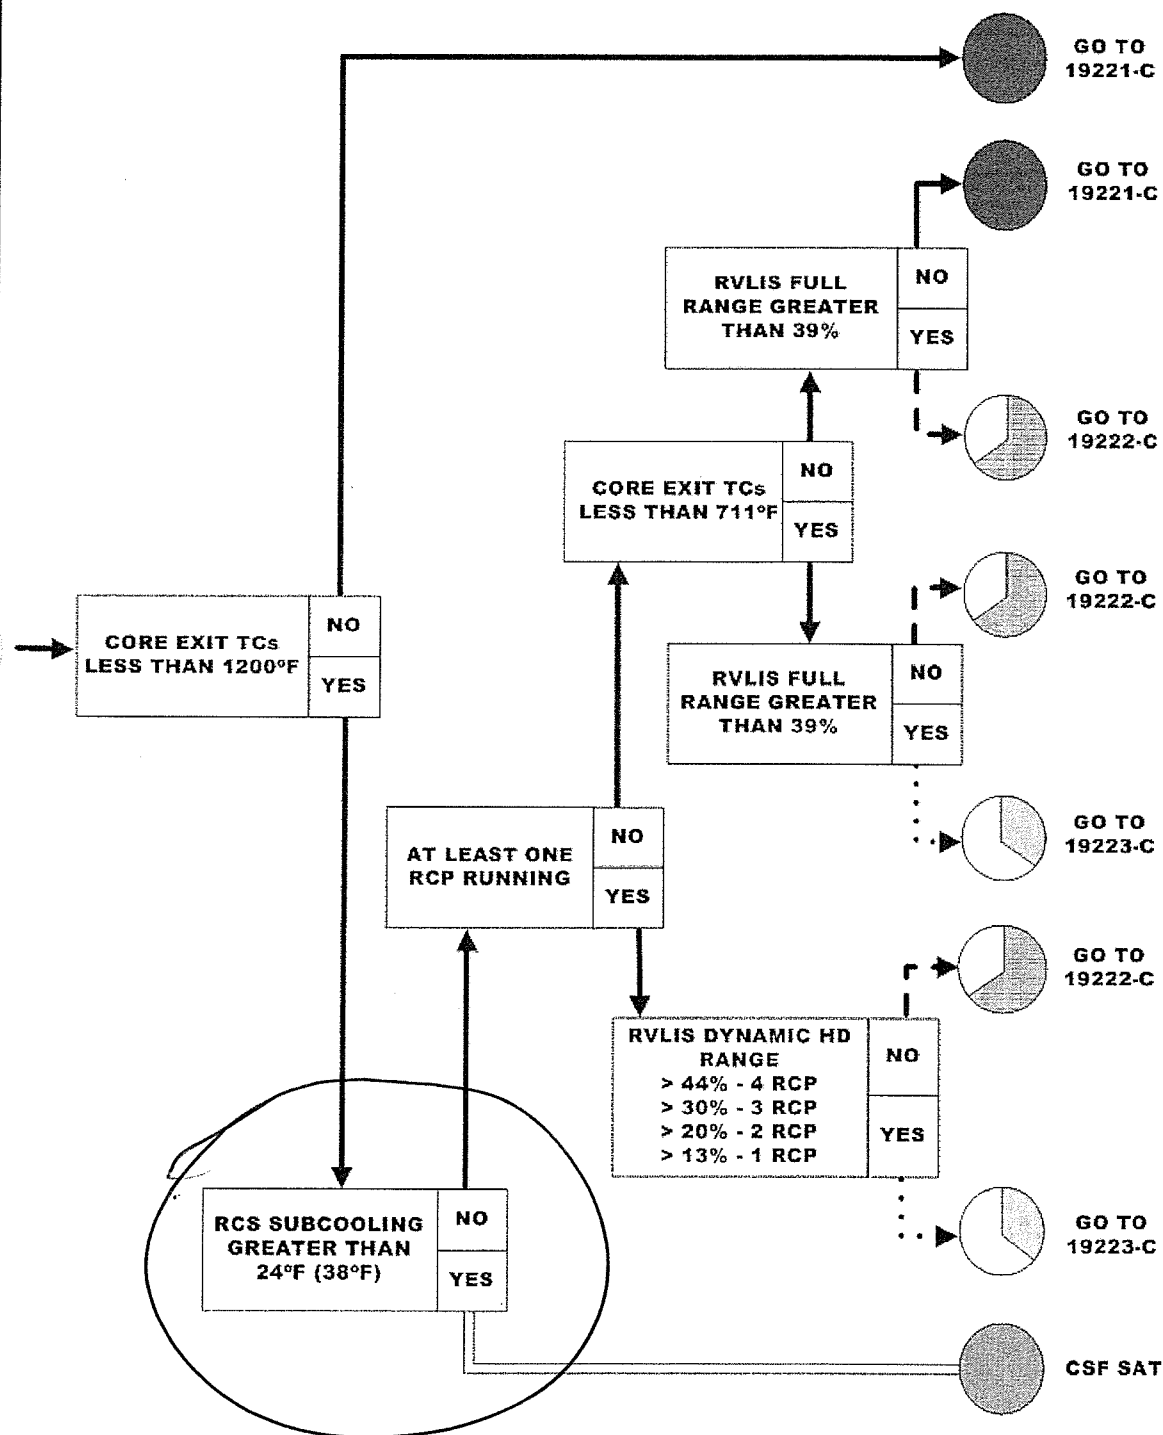 GO TO
19221-C
GO TO
19221-C
RVLIS FULL
RANGE GREATER
THAN 39%
NO
YES
GO TO
19222-C
CORE EXIT TCs
LESS THAN 711ºF
NO
YES
GO TO
19222-C
CORE EXIT TCs
LESS THAN 1200ºF
NO
YES
RVLIS FULL
RANGE GREATER
THAN 39%
NO
YES
GO TO
19223-C
AT LEAST ONE
RCP RUNNING
NO
YES
GO TO
19222-C
RVLIS DYNAMIC HD
RANGE
> 44% - 4 RCP
> 30% - 3 RCP
> 20% - 2 RCP
> 13% - 1 RCP
NO
YES
RCS SUBCOOLING
GREATER THAN
24ºF (38ºF)
NO
YES
GO TO
19223-C
CSF SAT